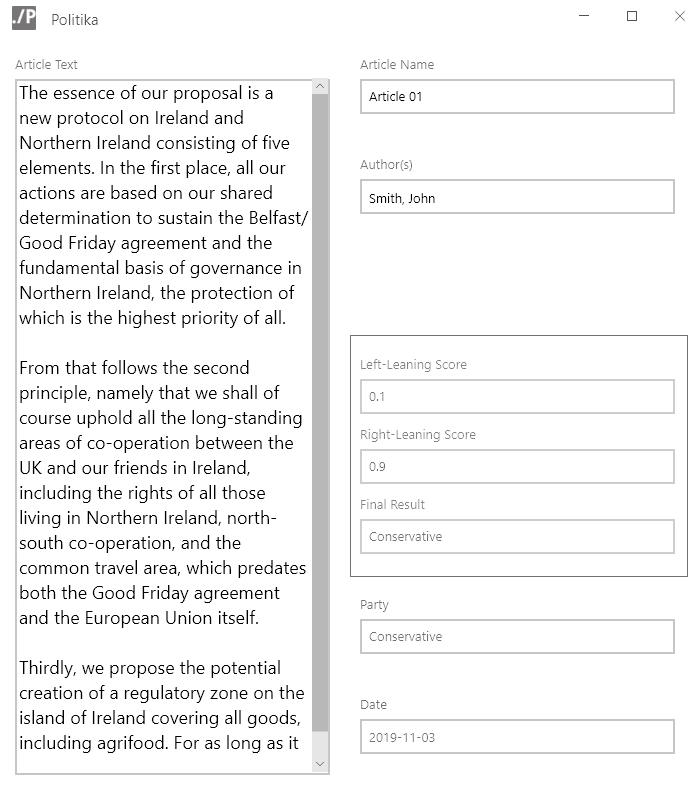 ./P Politika
Article Text
The essence of our proposal is a
new protocol on Ireland and
Northern Ireland consisting of five
elements. In the first place, all our
actions are based on our shared
determination to sustain the Belfast/
Good Friday agreement and the
fundamental basis of governance in
Northern Ireland, the protection of
which is the highest priority of all.
From that follows the second
principle, namely that we shall of
course uphold all the long-standing
areas of co-operation between the
UK and our friends in Ireland,
including the rights of all those
living in Northern Ireland, north-
south co-operation, and the
common travel area, which predates
both the Good Friday agreement
and the European Union itself.
Thirdly, we propose the potential
creation of a regulatory zone on the
island of Ireland covering all goods,
including agrifood. For as long as it
Article Name
Article 01
Author(s)
Smith, John
Left-Leaning Score
0.1
Right-Leaning Score
0.9
Final Result
Conservative
Party
Conservative
Date
2019-11-03